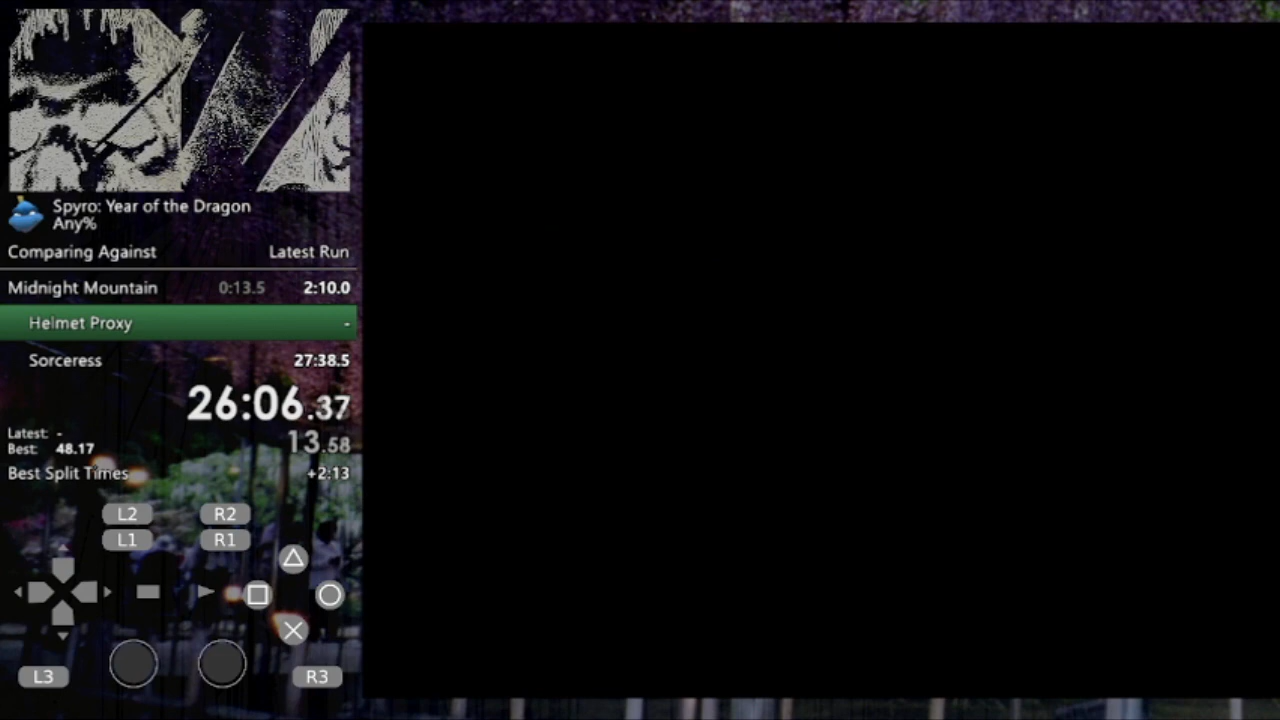 Spyro: Year of the Dragon
Any%
Comparing Against Latest Run
Midnight Mountain 0:13.5 2:10.0
Helmet Proxy -
Sorceress 27:38.5
26:06.37
Latest: -
13.58
Best: 48.17
Best Split Times +2:13
L2 R2
L1 R1
L3 R3